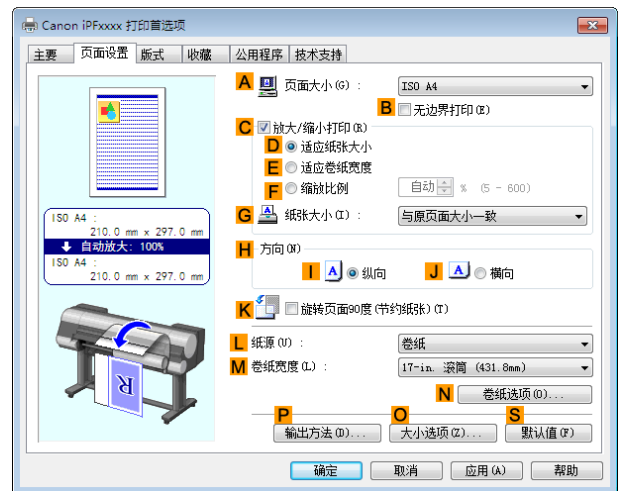 Canon iPFxxxx 打印首选项
主要 页面设置 版式 收藏 公用程序 技术支持
A 页面大小(G) : ISO A4
B 无边界打印(E)
C 放大/缩小打印(R)
D 适应纸张大小
E 适应卷纸宽度
F 缩放比例 自动 % (5 - 600)
G 纸张大小(I) : 与原页面大小一致
ISO A4 :
210.0 mm x 297.0 mm
自动放大: 100%
ISO A4 :
210.0 mm x 297.0 mm
H 方向(N)
I A 纵向 J A 横向
K 旋转页面90度(节约纸张)(T)
L 纸源(U) : 卷纸
M 卷纸宽度(L) : 17-in. 滚筒 (431.8mm)
N 卷纸选项(O)...
R
P O S
输出方法(D)... 大小选项(Z)... 默认值(F)
确定 取消 应用(A) 帮助